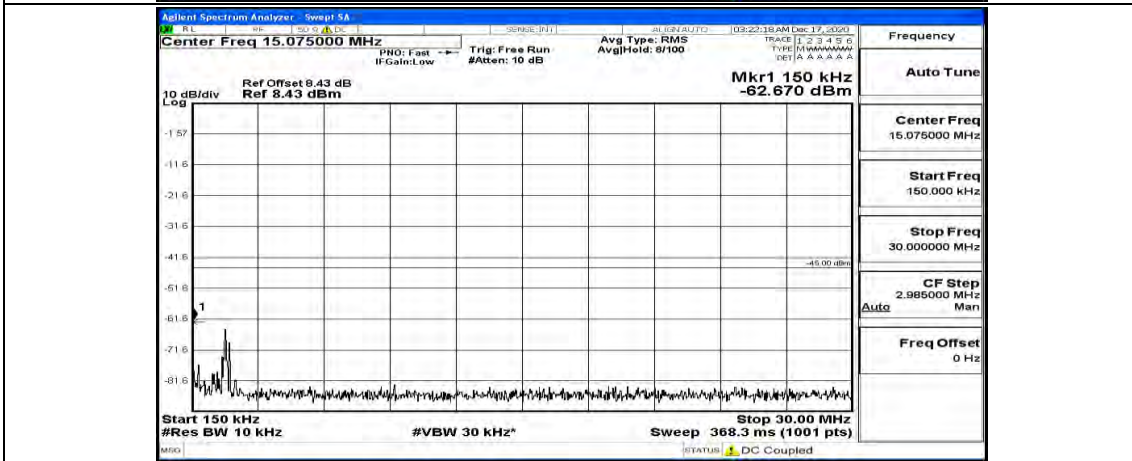 Agilent Spectrum Analyzer - Swept SA
RL RF 50 Ω DC SENSE:INT ALIGN AUTO 03:22:18 AM Dec 17, 2020
Center Freq 15.075000 MHz
PNO: Fast
IFGain:Low
Trig: Free Run
#Atten: 10 dB
Avg Type: RMS
Avg|Hold: 8/100
TRACE 1 2 3 4 5 6
TYPE M W W W W W
DET A A A A A A
Ref Offset 8.43 dB
10 dB/div Ref 8.43 dBm
Log
Mkr1 150 kHz
-62.670 dBm
-1.57
-11.6
-21.6
-31.6
-41.6
-45.00 dBm
-51.6
1
-61.6
-71.6
-81.6
Start 150 kHz
Stop 30.00 MHz
#Res BW 10 kHz #VBW 30 kHz* Sweep 368.3 ms (1001 pts)
MSG STATUS DC Coupled
Frequency
Auto Tune
Center Freq
15.075000 MHz
Start Freq
150.000 kHz
Stop Freq
30.000000 MHz
CF Step
2.985000 MHz
Auto Man
Freq Offset
0 Hz